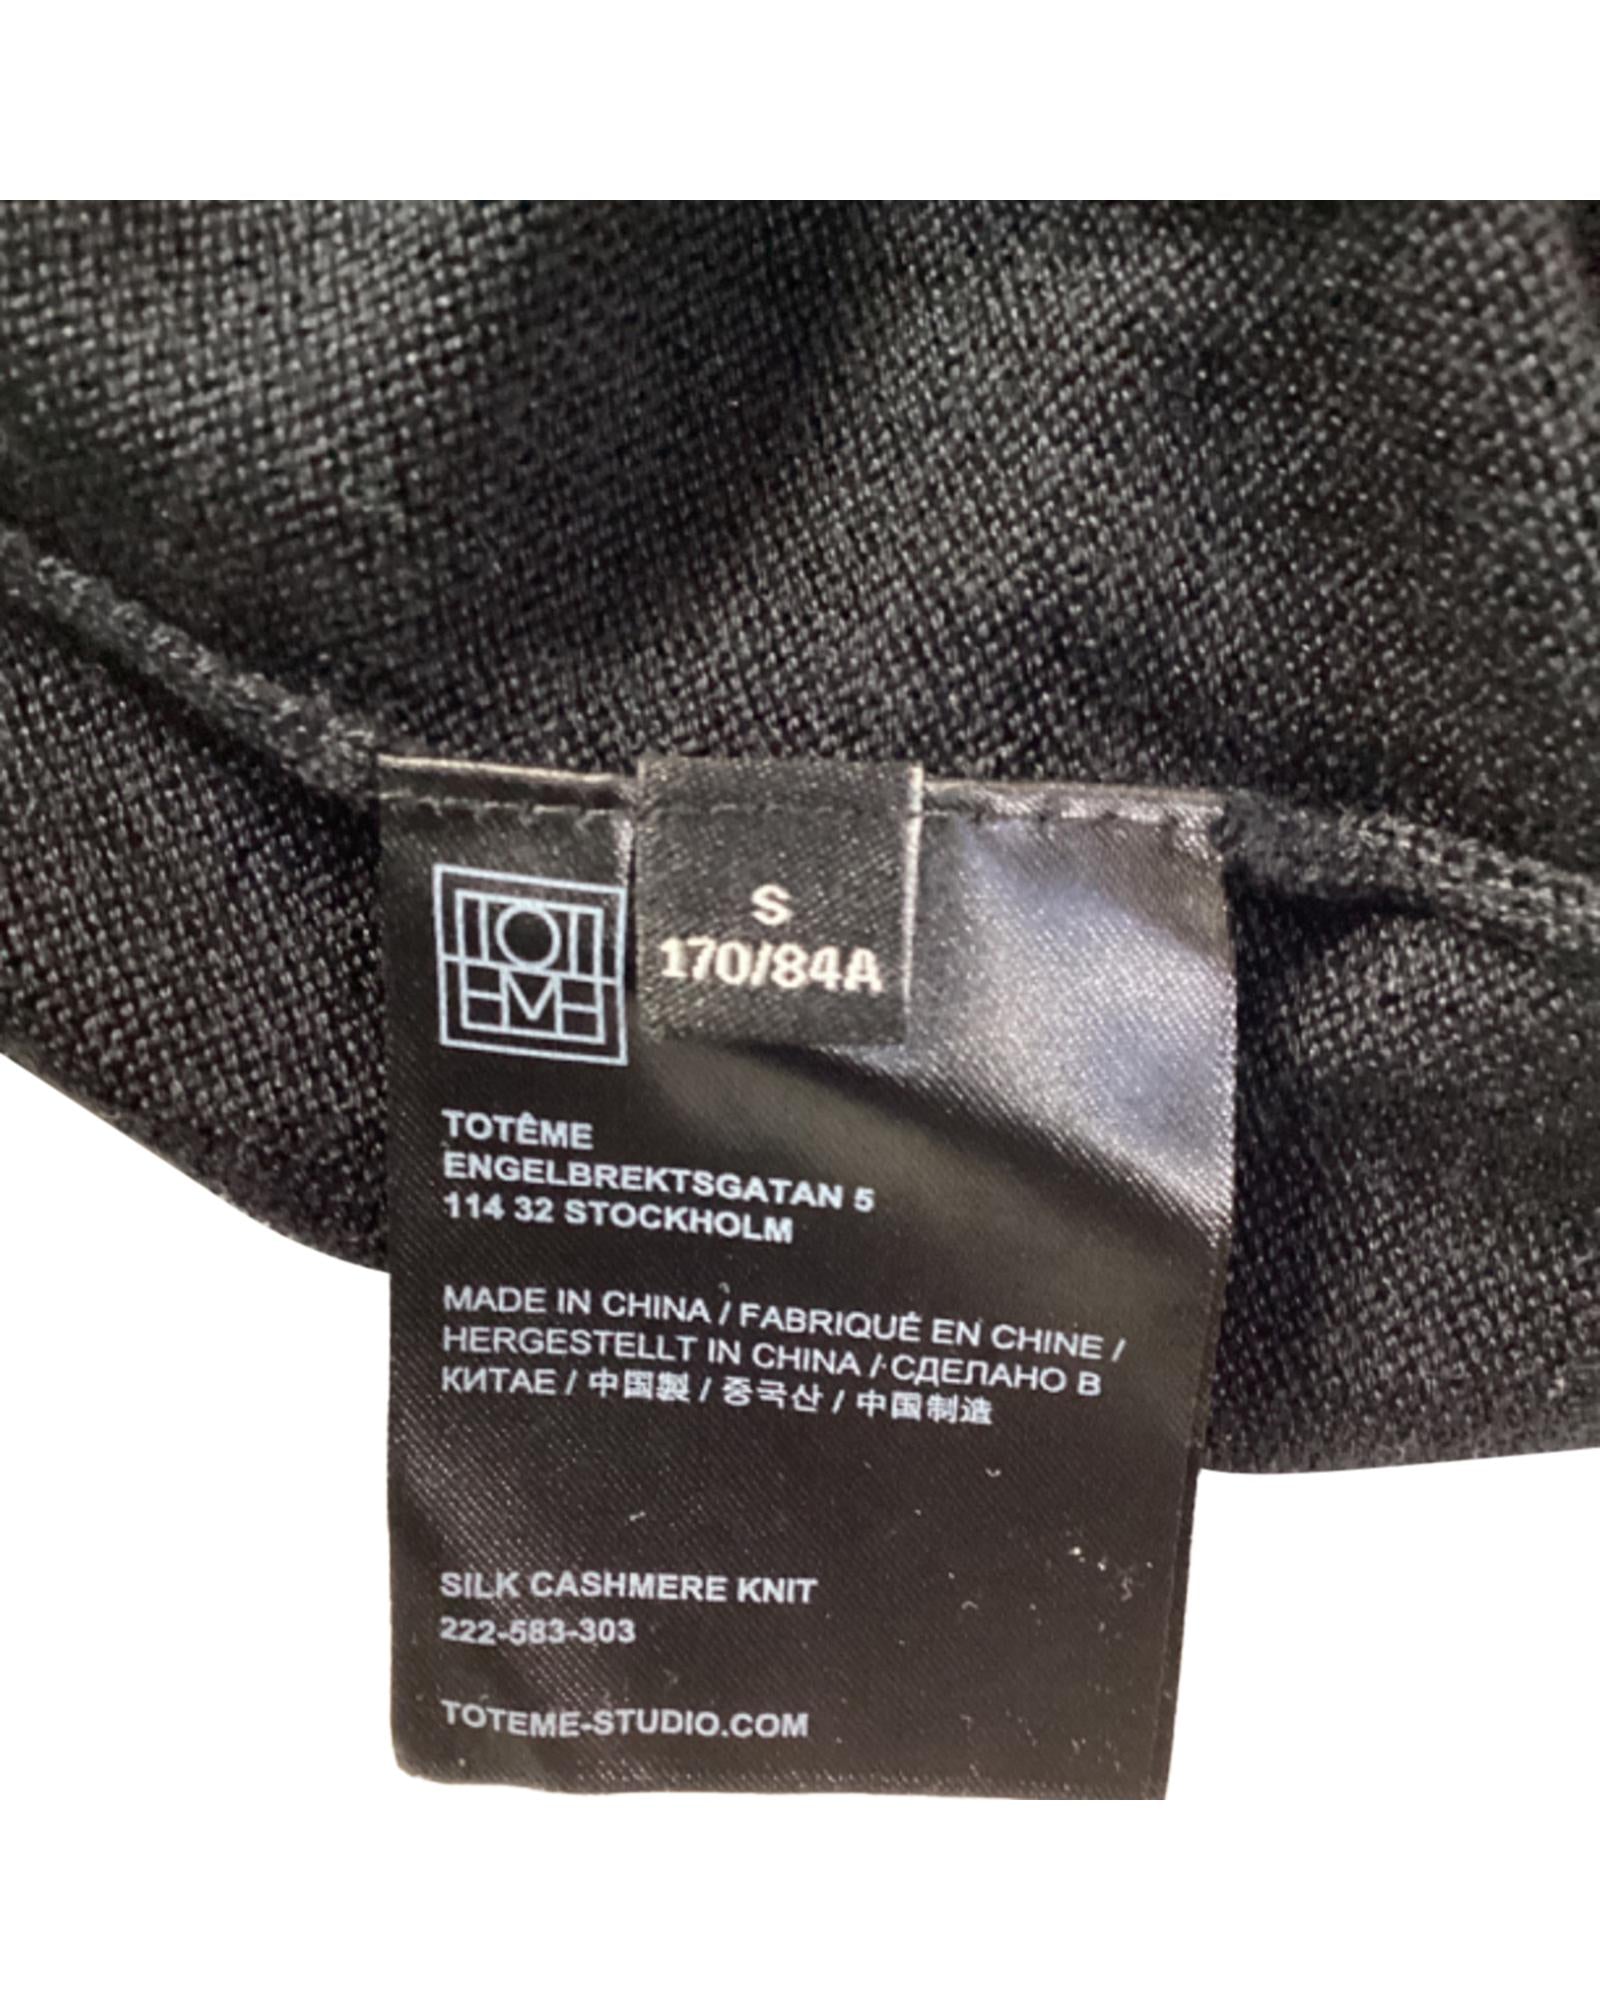 S
170/84A
TOTEME
TOTÊME
ENGELBREKTSGATAN 5
114 32 STOCKHOLM
MADE IN CHINA / FABRIQUÉ EN CHINE /
HERGESTELLT IN CHINA / СДЕЛАНО В
КИТАЕ / 中国製 / 중국산 / 中国制造
SILK CASHMERE KNIT
222-583-303
TOTEME-STUDIO.COM